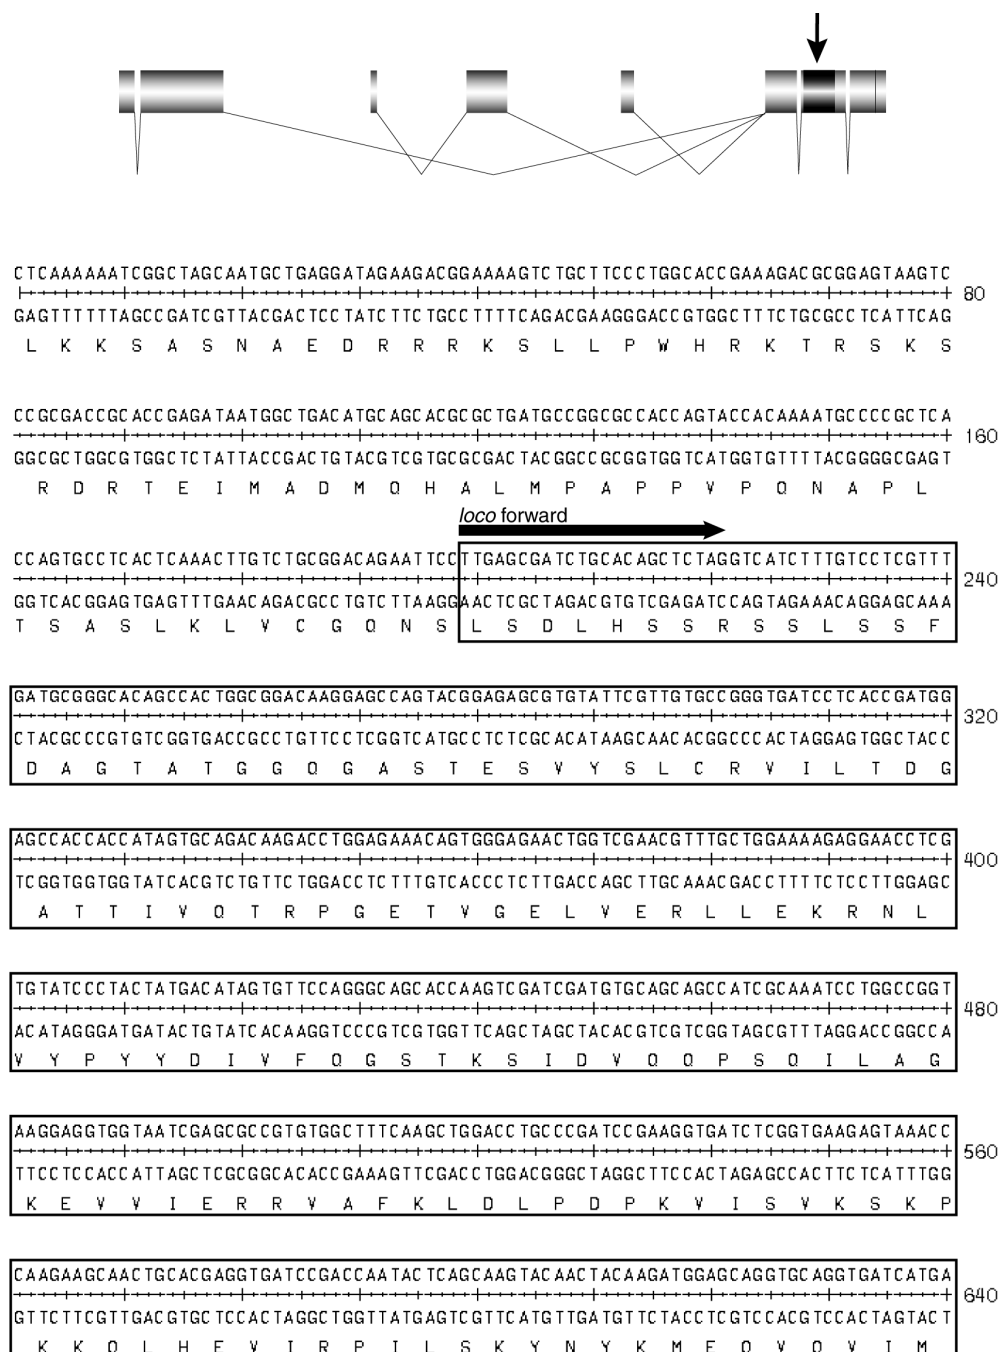 CTCAAAAAATCGGCTAGCAATGCTGAGGATAGAAGACGGAAAAGTCTGCTTCCCTGGCACCGAAAGACGCGGAGTAAGTC
80
GAGTTTTTTAGCCGATCGTTACGACTCCTATCTTCTGCCTTTTCAGACGAAGGGACCGTGGCTTTCTGCGCCTCATTCAG
L K K S A S N A E D R R R K S L L P W H R K T R S K S
CCGCGACCGCACCGAGATAATGGCTGACATGCAGCACGCGCTGATGCCGGCGCCACCAGTACCACAAAATGCCCCGCTCA
160
GGCGCTGGCGTGGCTCTATTACCGACTGTACGTCGTGCGCGACTACGGCCGCGGTGGTCATGGTGTTTTACGGGGCGAGT
R D R T E I M A D M Q H A L M P A P P V P Q N A P L
loco forward
CCAGTGCCTCACTCAAACTTGTCTGCGGACAGAATTCCTTGAGCGATCTGCACAGCTCTAGGTCATCTTTGTCCTCGTTT
240
GGTCACGGAGTGAGTTTGAACAGACGCCTGTCTTAAGGAACTCGCTAGACGTGTCGAGATCCAGTAGAAACAGGAGCAAA
T S A S L K L V C G Q N S L S D L H S S R S S L S S F
GATGCGGGCACAGCCACTGGCGGACAAGGAGCCAGTACGGAGAGCGTGTATTCGTTGTGCCGGGTGATCCTCACCGATGG
320
CTACGCCCGTGTCGGTGACCGCCTGTTCCTCGGTCATGCCTCTCGCACATAAGCAACACGGCCCACTAGGAGTGGCTACC
D A G T A T G G Q G A S T E S V Y S L C R V I L T D G
AGCCACCACCATAGTGCAGACAAGACCTGGAGAAACAGTGGGAGAACTGGTCGAACGTTTGCTGGAAAAGAGGAACCTCG
400
TCGGTGGTGGTATCACGTCTGTTCTGGACCTCTTTGTCACCCTCTTGACCAGCTTGCAAACGACCTTTTCTCCTTGGAGC
A T T I V Q T R P G E T V G E L V E R L L E K R N L
TGTATCCCTACTATGACATAGTGTTCCAGGGCAGCACCAAGTCGATCGATGTGCAGCAGCCATCGCAAATCCTGGCCGGT
480
ACATAGGGATGATACTGTATCACAAGGTCCCGTCGTGGTTCAGCTAGCTACACGTCGTCGGTAGCGTTTAGGACCGGCCA
V Y P Y Y D I V F Q G S T K S I D V Q Q P S Q I L A G
AAGGAGGTGGTAATCGAGCGCCGTGTGGCTTTCAAGCTGGACCTGCCCGATCCGAAGGTGATCTCGGTGAAGAGTAAACC
560
TTCCTCCACCATTAGCTCGCGGCACACCGAAAGTTCGACCTGGACGGGCTAGGCTTCCACTAGAGCCACTTCTCATTTGG
K E V V I E R R V A F K L D L P D P K V I S V K S K P
CAAGAAGCAACTGCACGAGGTGATCCGACCAATACTCAGCAAGTACAACTACAAGATGGAGCAGGTGCAGGTGATCATGA
640
GTTCTTCGTTGACGTGCTCCACTAGGCTGGTTATGAGTCGTTCATGTTGATGTTCTACCTCGTCCACGTCCACTAGTACT
K K Q L H E V I R P I L S K Y N Y K M E Q V Q V I M